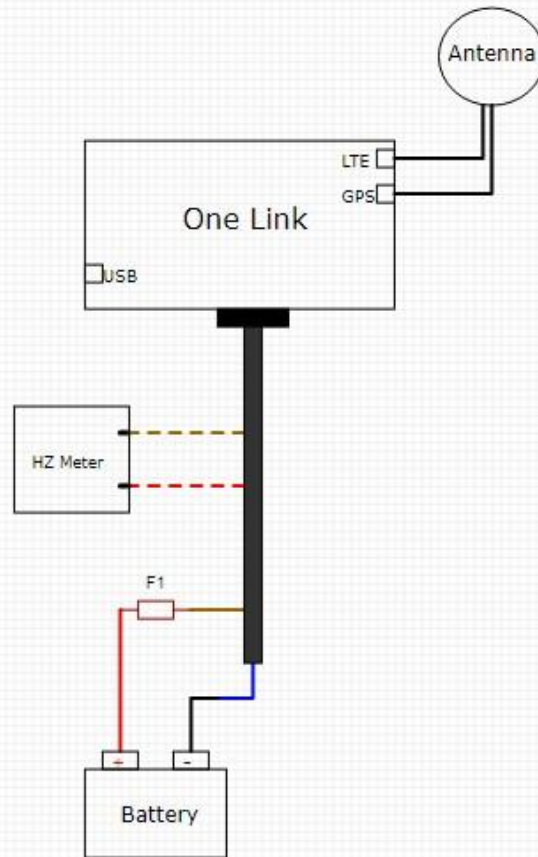 Antenna
LTE
GPS
One Link
USB
HZ Meter
F1
+ -
Battery